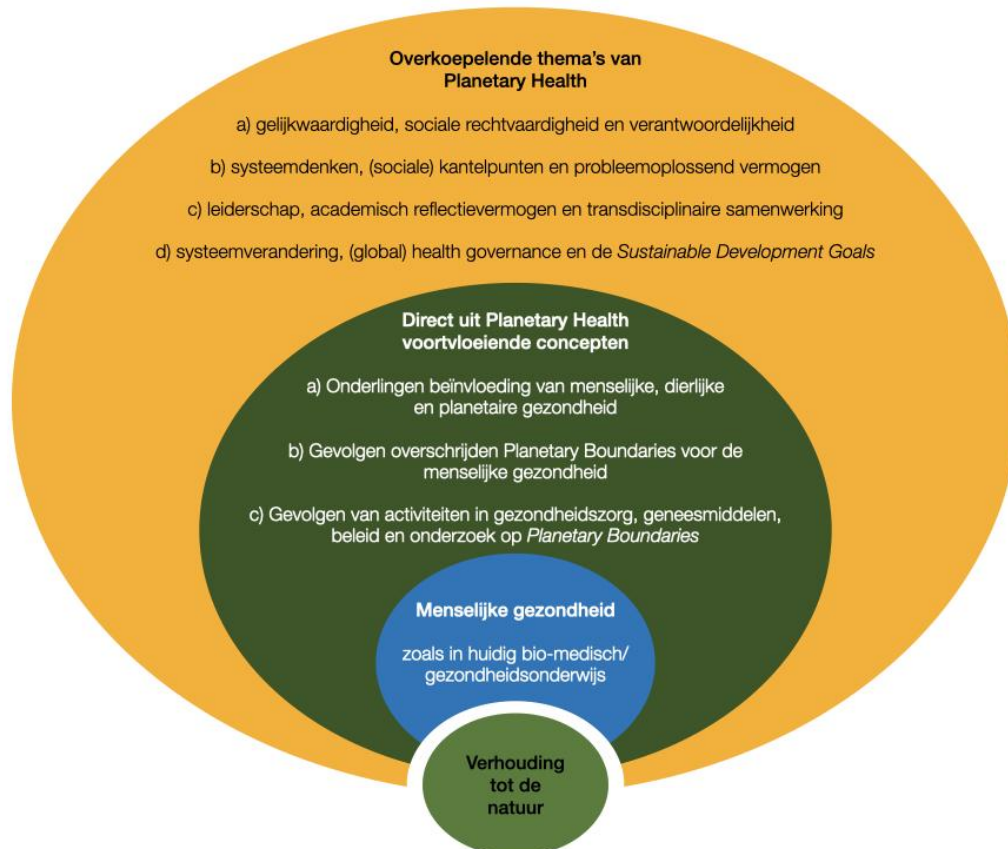 Overkoepelende thema's van
Planetary Health
a) gelijkwaardigheid, sociale rechtvaardigheid en verantwoordelijkheid
b) systeemdenken, (sociale) kantelpunten en probleemoplossend vermogen
c) leiderschap, academisch reflectievermogen en transdisciplinaire samenwerking
d) systeemverandering, (global) health governance en de Sustainable Development Goals
Direct uit Planetary Health
voortvloeiende concepten
a) Onderlingen beïnvloeding van menselijke, dierlijke
en planetaire gezondheid
b) Gevolgen overschrijden Planetary Boundaries voor de
menselijke gezondheid
c) Gevolgen van activiteiten in gezondheidszorg, geneesmiddelen,
beleid en onderzoek op Planetary Boundaries
Menselijke gezondheid
zoals in huidig bio-medisch/
gezondheidsonderwijs
Verhouding
tot de
natuur